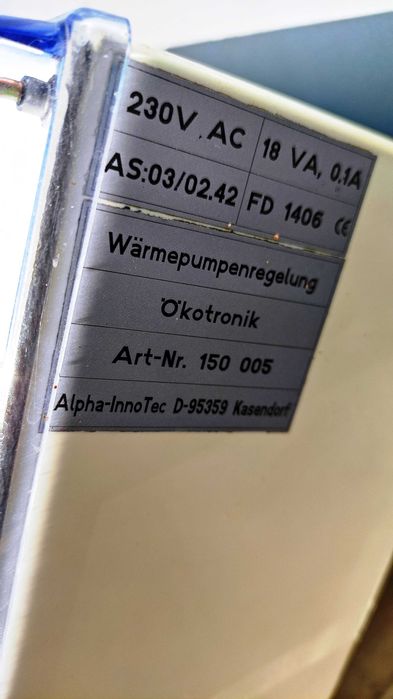 230V AC 18 VA, 0,1A
AS:03/02.42 FD 1406 CE
Wärmepumpenregelung
Ökotronik
Art-Nr. 150 005
Alpha-InnoTec D-95359 Kasendorf